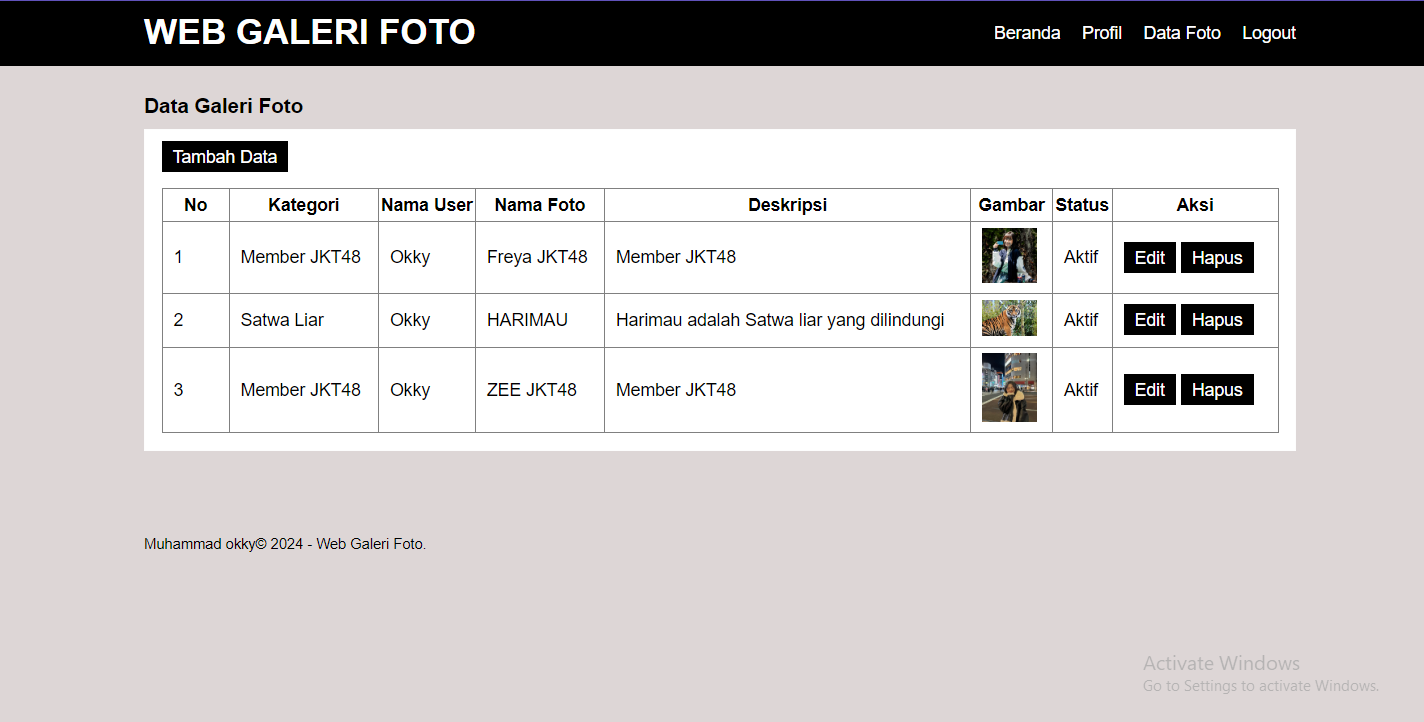 WEB GALERI FOTO
Beranda Profil Data Foto Logout
Data Galeri Foto
Tambah Data
No Kategori Nama User Nama Foto Deskripsi Gambar Status Aksi
1 Member JKT48 Okky Freya JKT48 Member JKT48 Aktif Edit Hapus
2 Satwa Liar Okky HARIMAU Harimau adalah Satwa liar yang dilindungi Aktif Edit Hapus
3 Member JKT48 Okky ZEE JKT48 Member JKT48 Aktif Edit Hapus
Muhammad okky© 2024 - Web Galeri Foto.
Activate Windows
Go to Settings to activate Windows.